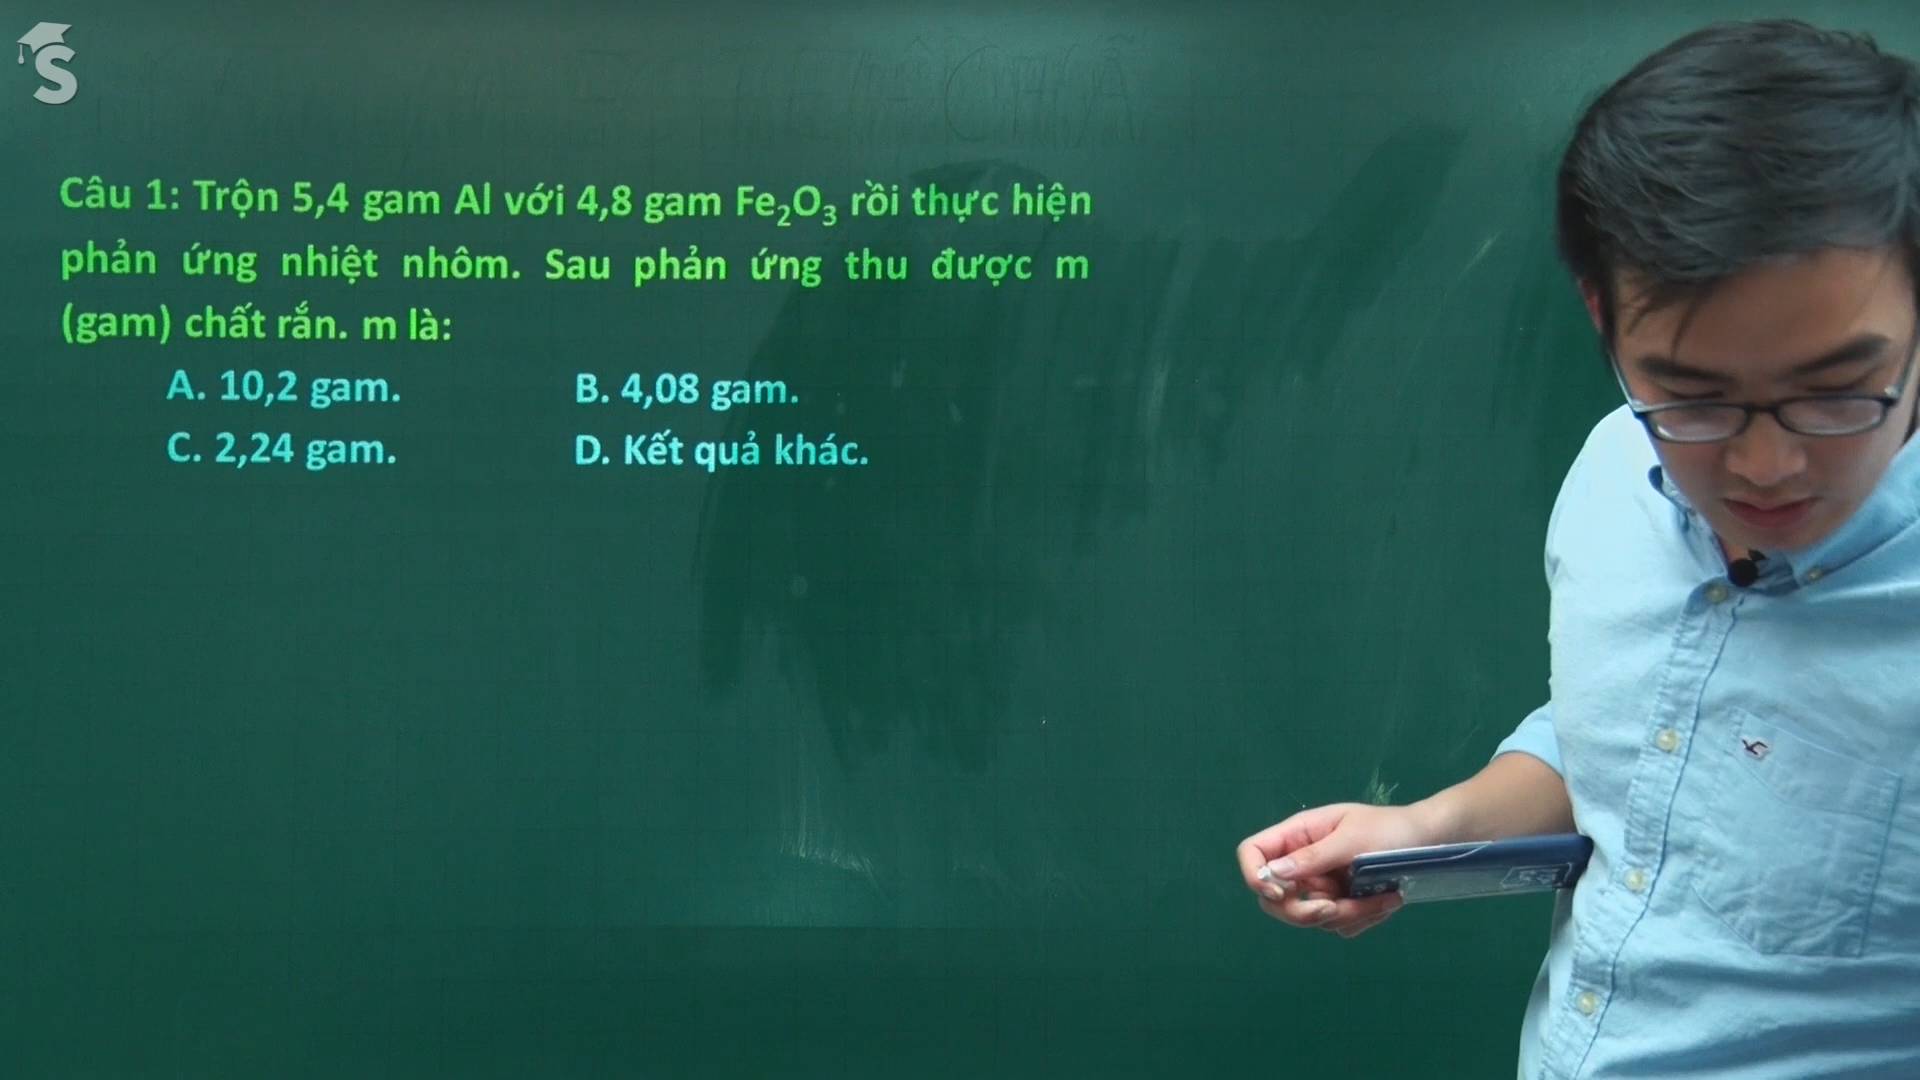 S
Câu 1: Trộn 5,4 gam Al với 4,8 gam Fe₂O₃ rồi thực hiện
phản ứng nhiệt nhôm. Sau phản ứng thu được m
(gam) chất rắn. m là:
A. 10,2 gam. B. 4,08 gam.
C. 2,24 gam. D. Kết quả khác.